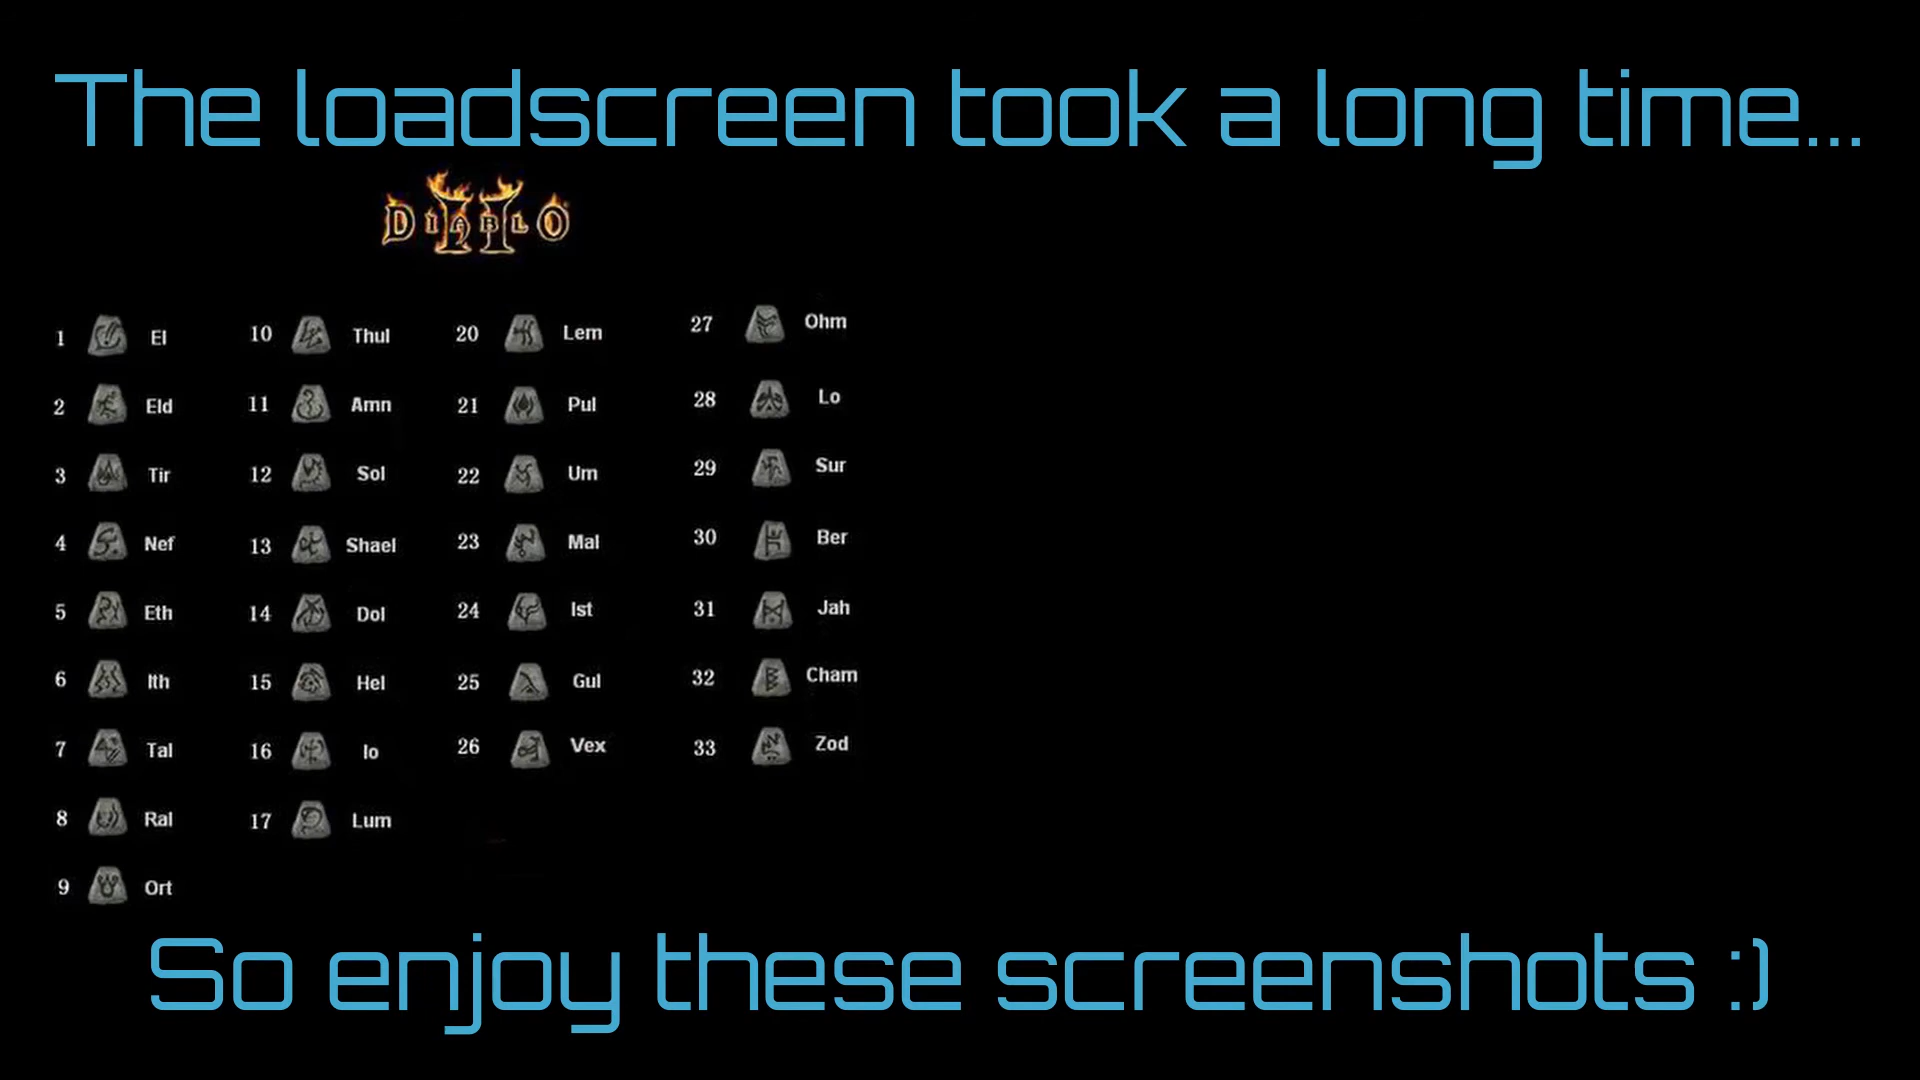 The loadscreen took a long time...
DIABLO II
1 El
2 Eld
3 Tir
4 Nef
5 Eth
6 Ith
7 Tal
8 Ral
9 Ort
10 Thul
11 Amn
12 Sol
13 Shael
14 Dol
15 Hel
16 Io
17 Lum
20 Lem
21 Pul
22 Um
23 Mal
24 Ist
25 Gul
26 Vex
27 Ohm
28 Lo
29 Sur
30 Ber
31 Jah
32 Cham
33 Zod
So enjoy these screenshots :)